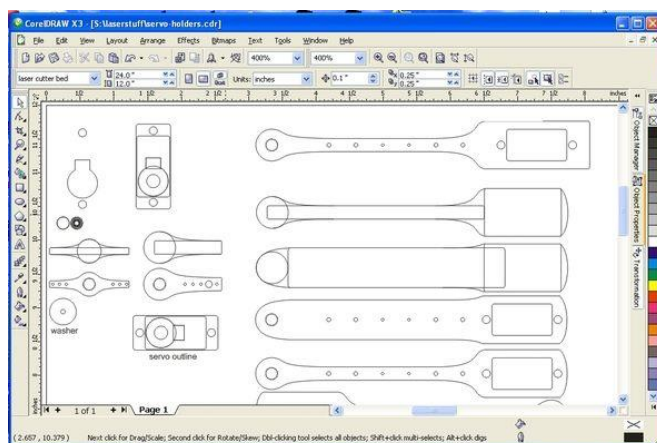 CorelDRAW X3 - [S:\laserstuff\servo-holders.cdr]
File Edit View Layout Arrange Effects Bitmaps Text Tools Window Help
400% 400%
laser cutter bed 24.0" 12.0" Units: inches 0.1" 0.25" 0.25"
inches
Object Manager
Object Properties
Transformation
washer
servo outline
inches
1 of 1 Page 1
( 2.657 , 10.379 ) Next click for Drag/Scale; Second click for Rotate/Skew; Dbl-clicking tool selects all objects; Shift+click multi-selects; Alt+click digs